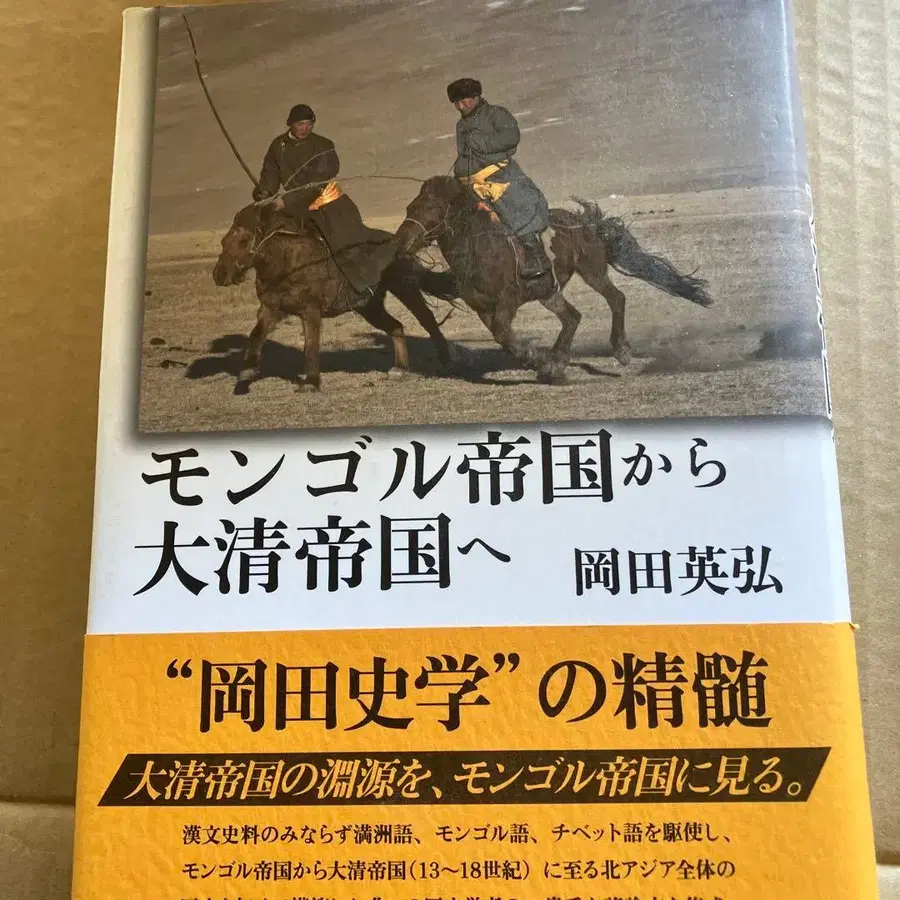 モンゴル帝国から
大清帝国へ
岡田英弘
“岡田史学”の精髄
大清帝国の淵源を、モンゴル帝国に見る。
漢文史料のみならず満洲語、モンゴル語、チベット語を駆使し、
モンゴル帝国から大清帝国(13〜18世紀)に至る北アジア全体の